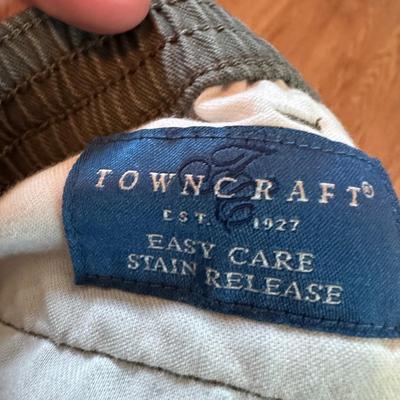 TOWNCRAFT®
EST. 1927
EASY CARE
STAIN RELEASE